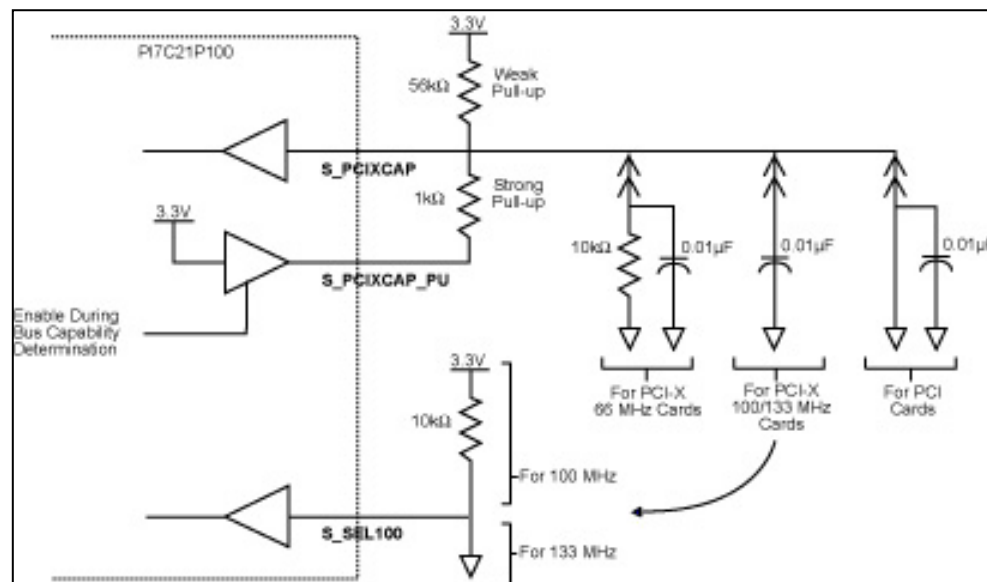 3.3V
PI7C21P100
56kΩ
Weak
Pull-up
S_PCIXCAP
1kΩ
Strong
Pull-up
3.3V
S_PCIXCAP_PU
10kΩ
0.01µF
0.01µF
0.01µF
Enable During
Bus Capability
Determination
3.3V
For PCI-X
66 MHz Cards
For PCI-X
100/133 MHz
Cards
For PCI
Cards
10kΩ
For 100 MHz
S_SEL100
For 133 MHz